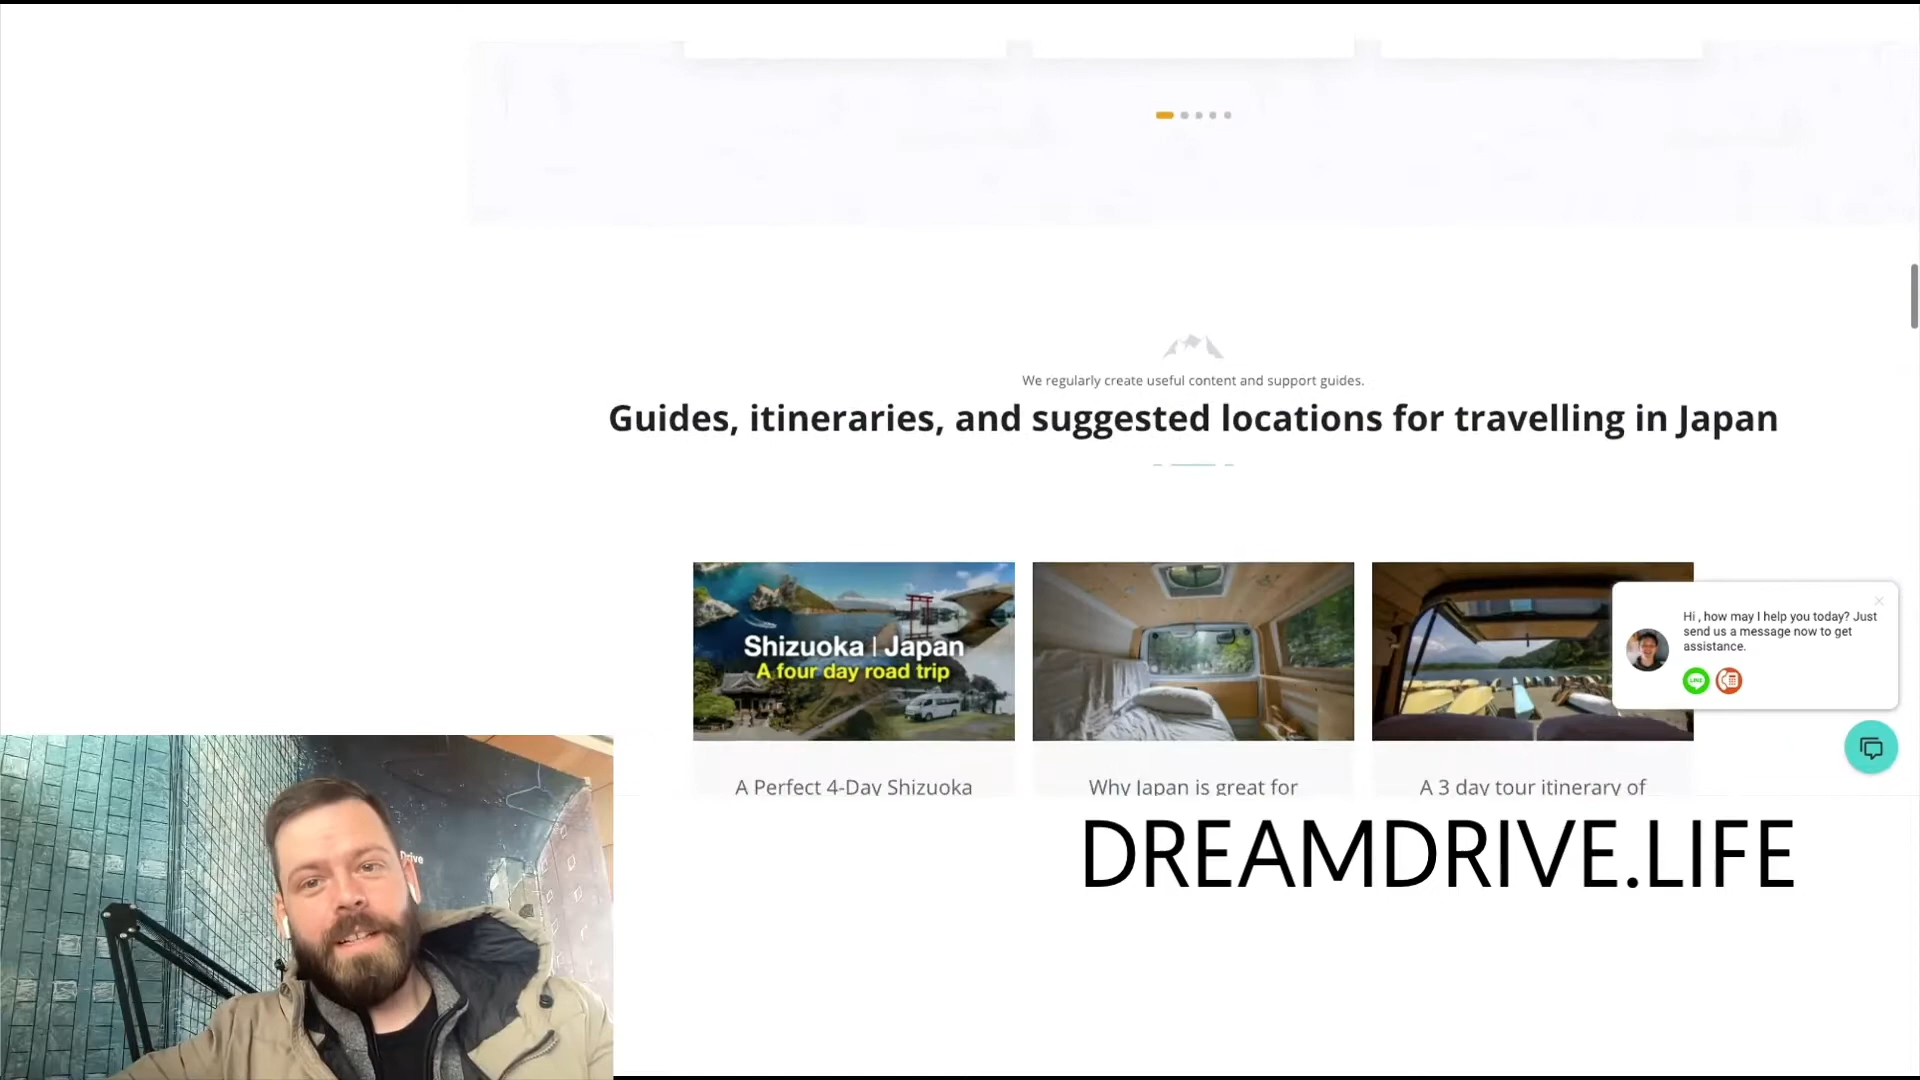 We regularly create useful content and support guides.
Guides, itineraries, and suggested locations for travelling in Japan
Shizuoka | Japan
A four day road trip
Hi , how may I help you today? Just
send us a message now to get
assistance.
LINE
A Perfect 4-Day Shizuoka
Why Japan is great for
A 3 day tour itinerary of
DREAMDRIVE.LIFE
Drive